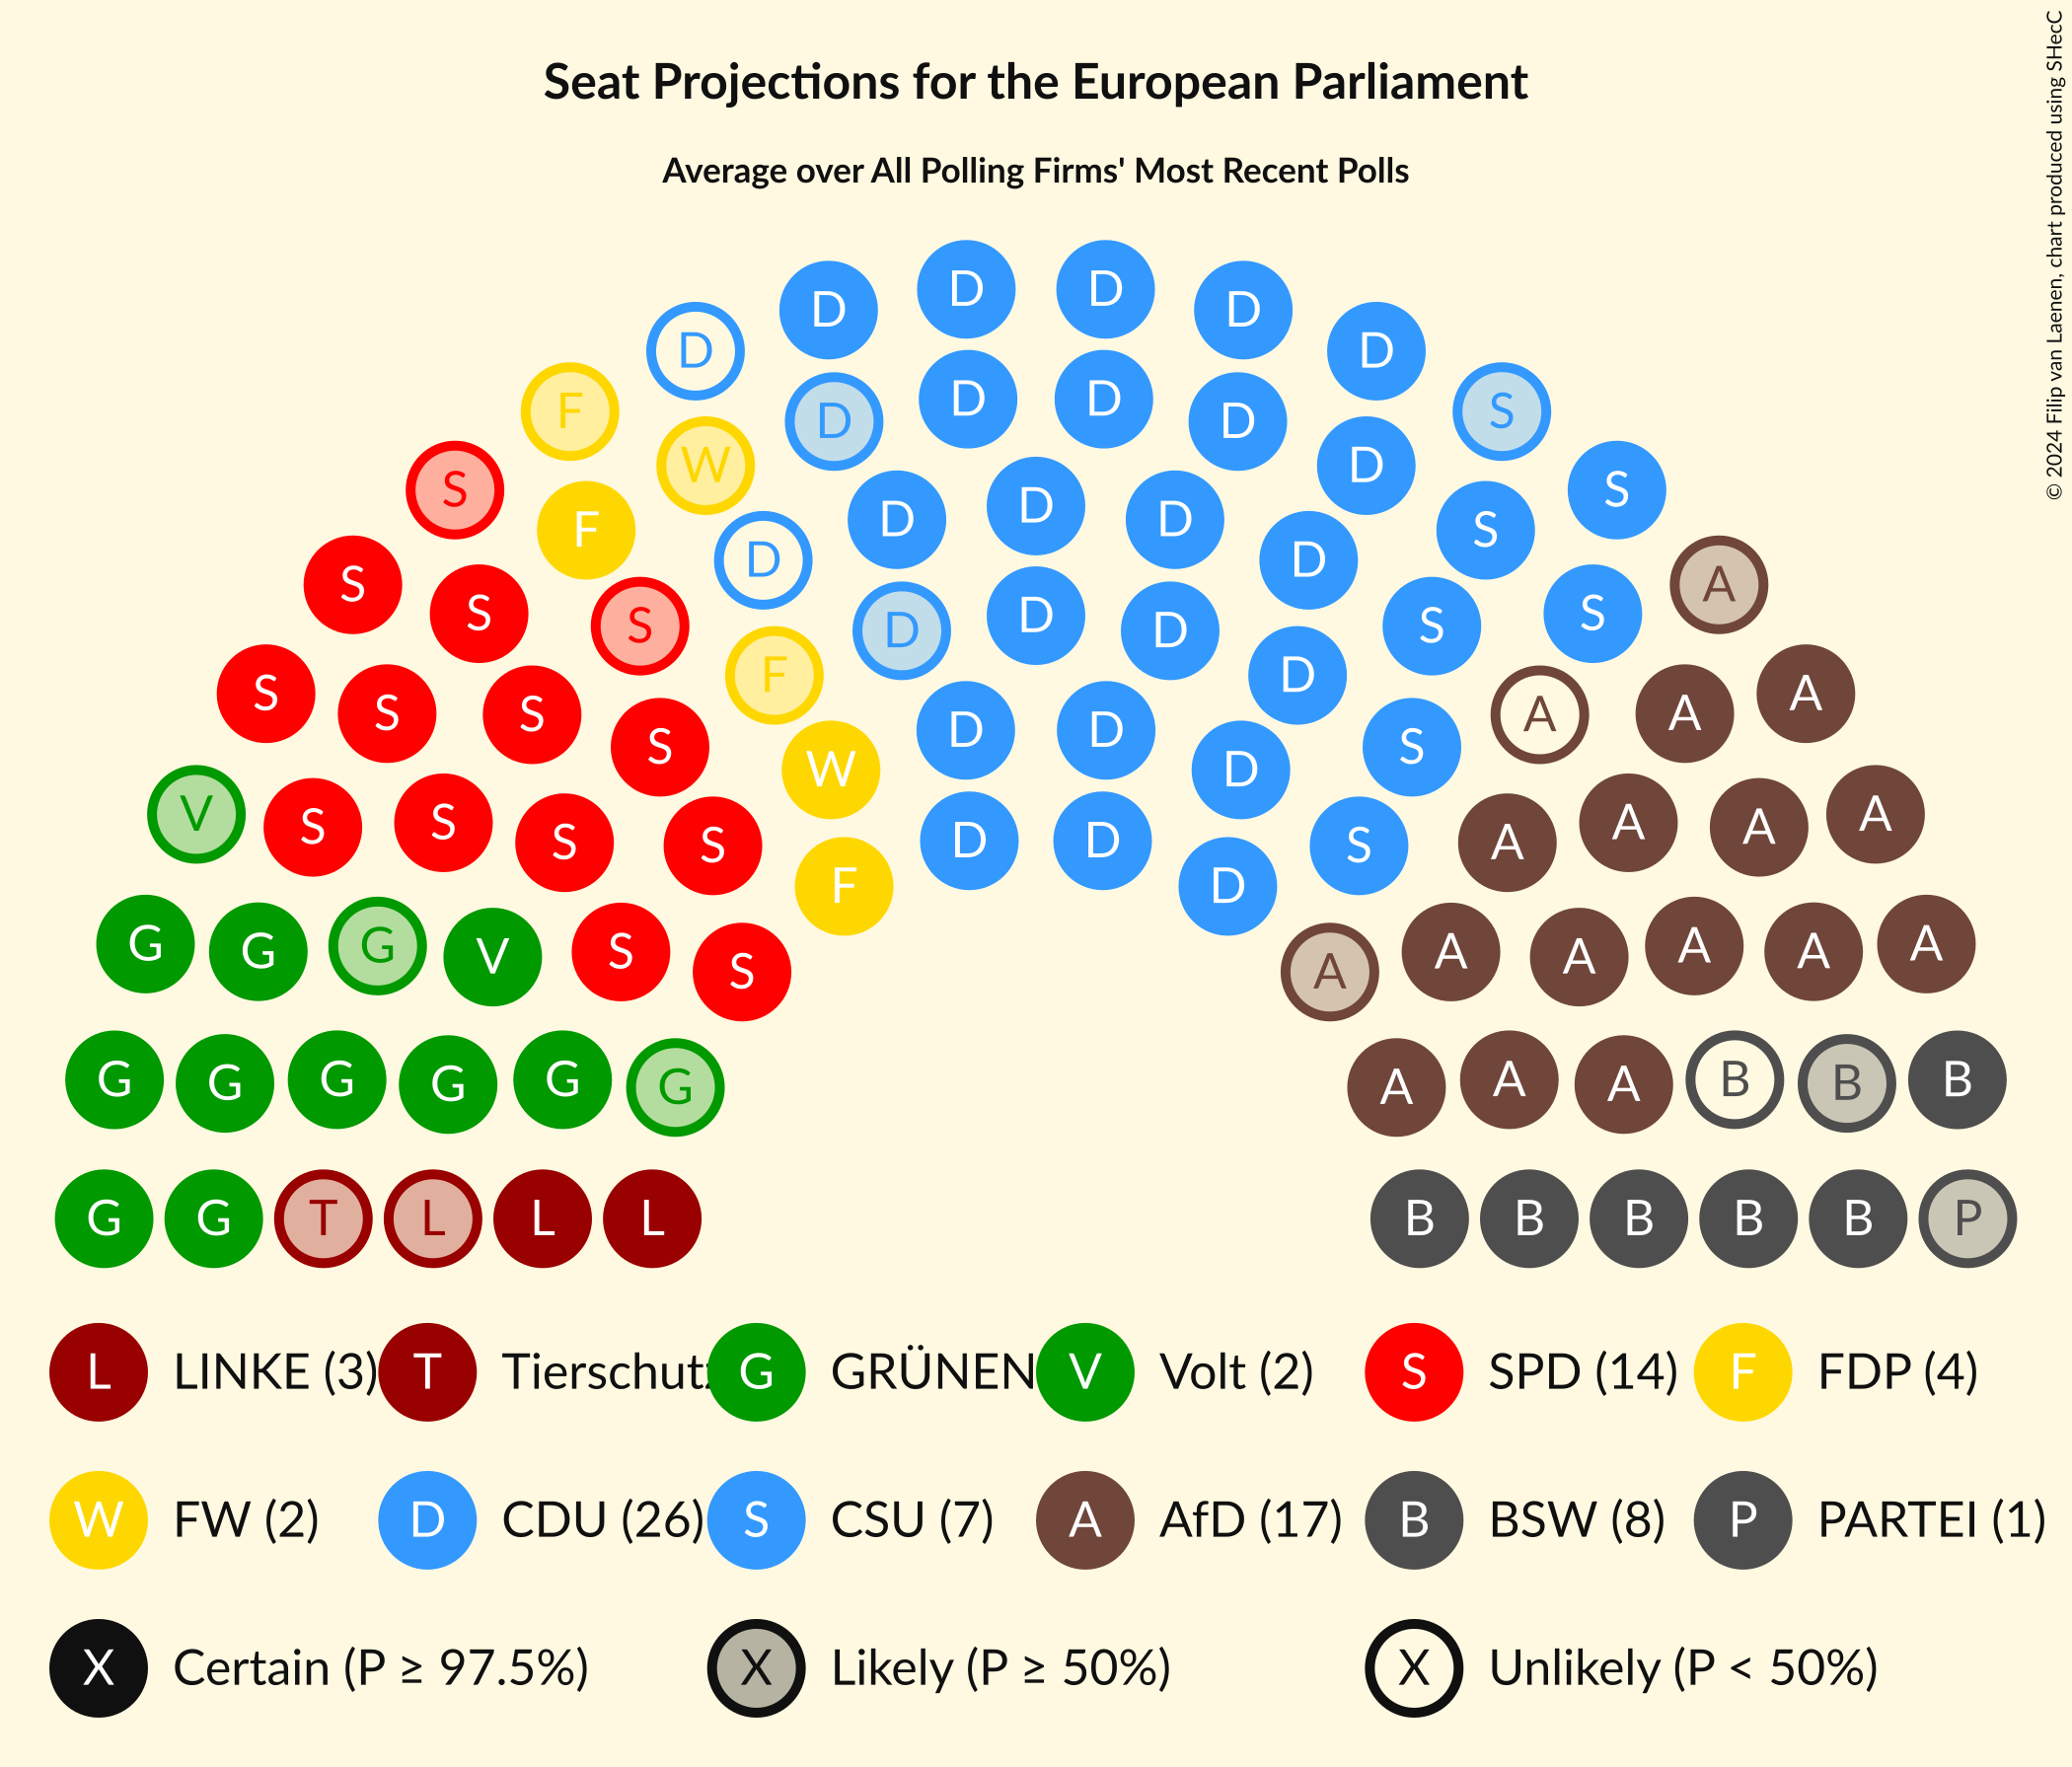 Seat Projections for the European Parliament
Average over All Polling Firms' Most Recent Polls
© 2024 Filip van Laenen, chart produced using SHecC
D D D D
D D
F D D D D D S
S W D S
F D D D D S
S S D D S A
S D D D S
S S S F D A A A
S D D D S
V S S S S W D A A A A
F D D D S
G G G V S S A A A A A A
G G G G G G A A A B B B
G G T L L L B B B B B P
L LINKE (3) T Tierschutz G GRÜNEN V Volt (2) S SPD (14) F FDP (4)
W FW (2) D CDU (26) S CSU (7) A AfD (17) B BSW (8) P PARTEI (1)
X Certain (P ≥ 97.5%) X Likely (P ≥ 50%) X Unlikely (P < 50%)